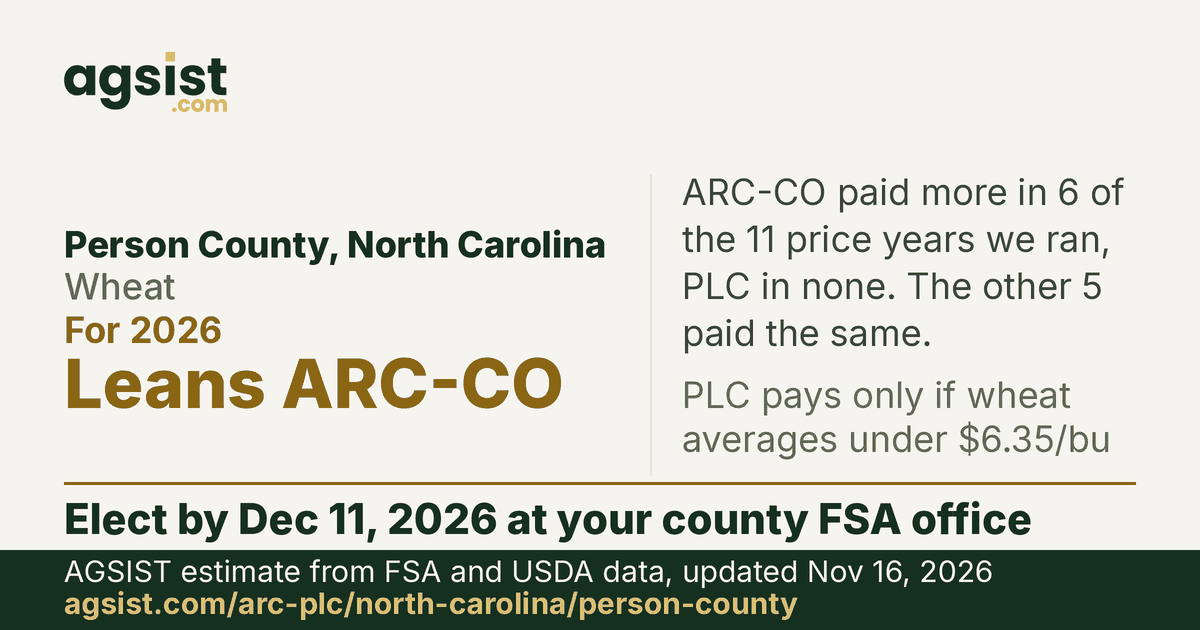 agsist
.com
Person County, North Carolina
Wheat
For 2026
Leans ARC-CO
ARC-CO paid more in 6 of
the 11 price years we ran,
PLC in none. The other 5
paid the same.
PLC pays only if wheat
averages under $6.35/bu
Elect by Dec 11, 2026 at your county FSA office
AGSIST estimate from FSA and USDA data, updated Nov 16, 2026
agsist.com/arc-plc/north-carolina/person-county